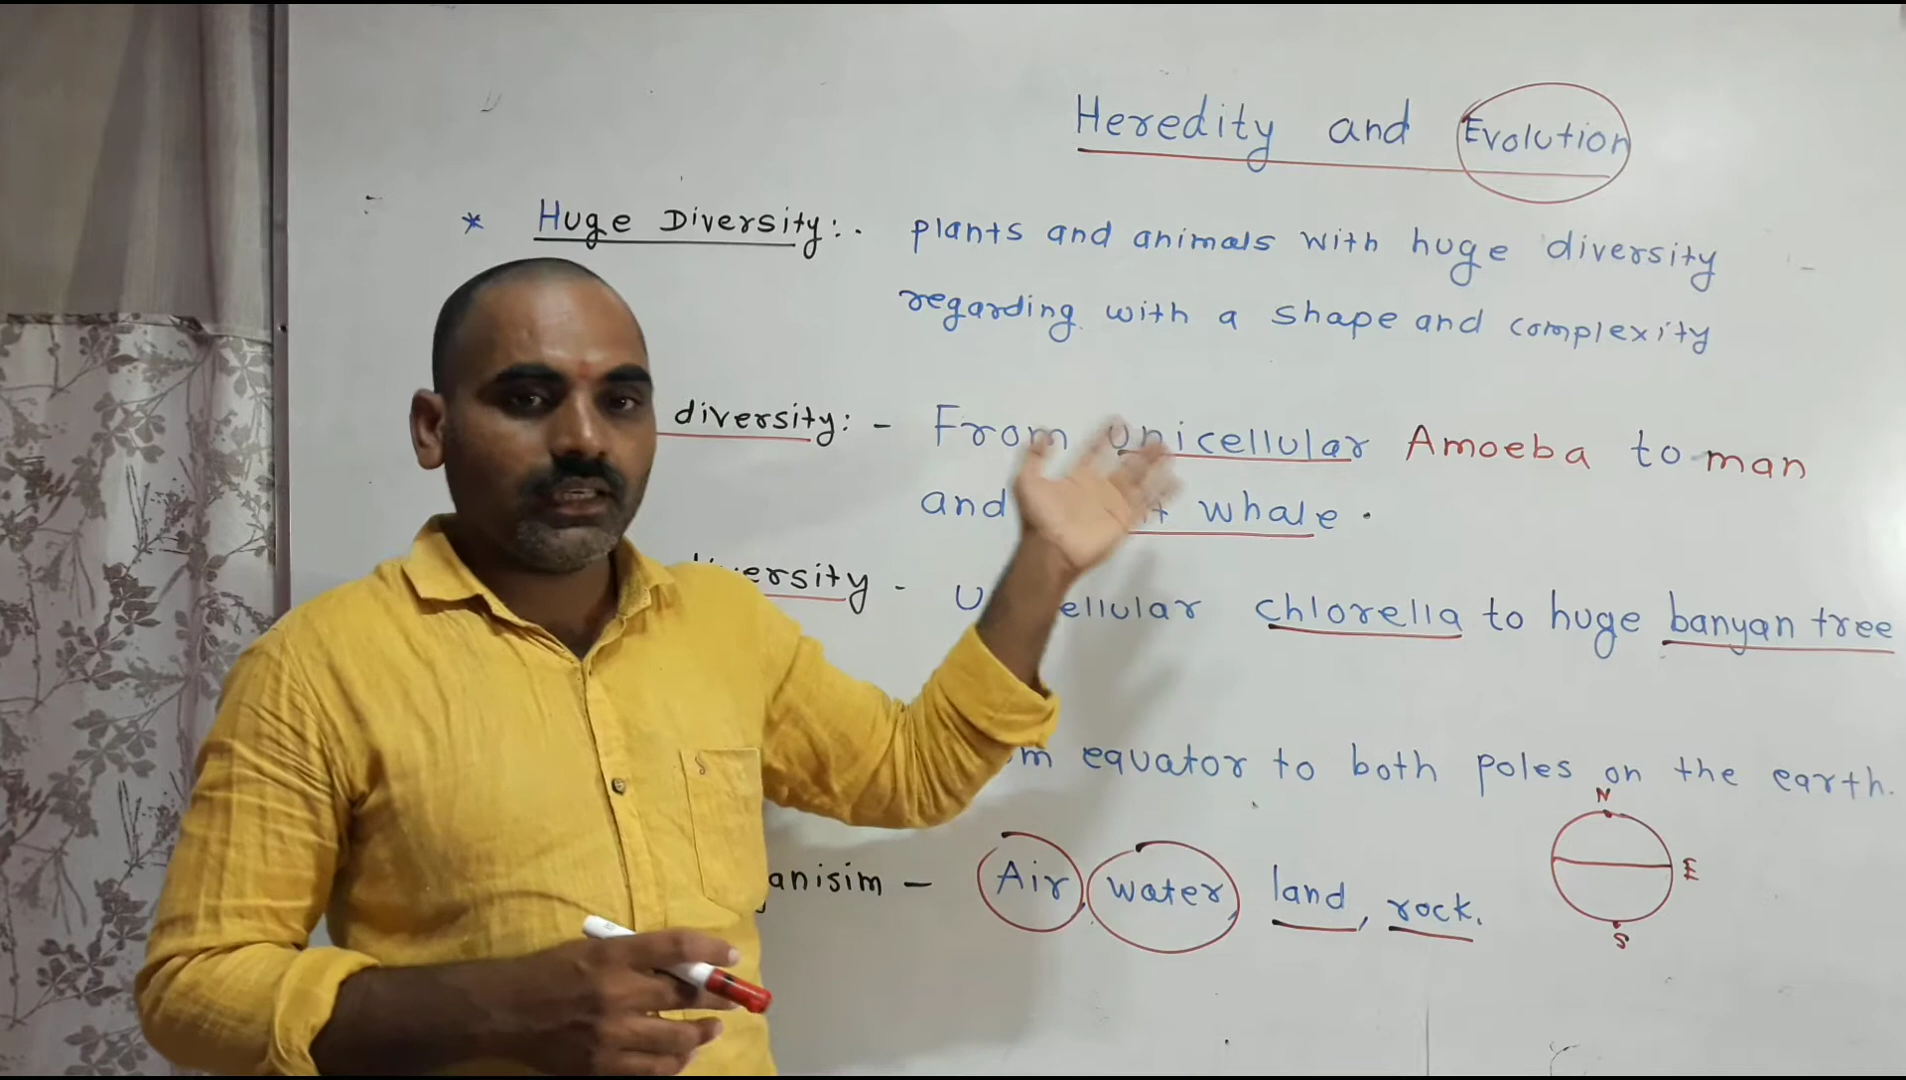 Heredity and Evolution
* Huge Diversity:- plants and animals with huge diversity
regarding with a shape and complexity
diversity:- From unicellular Amoeba to man
and whale.
diversity - ellular chlorella to huge banyan tree
equator to both poles on the earth.
N
anisim - Air water land, rock.
E
S